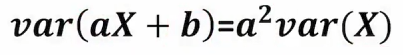 var(aX + b)=a²var(X)